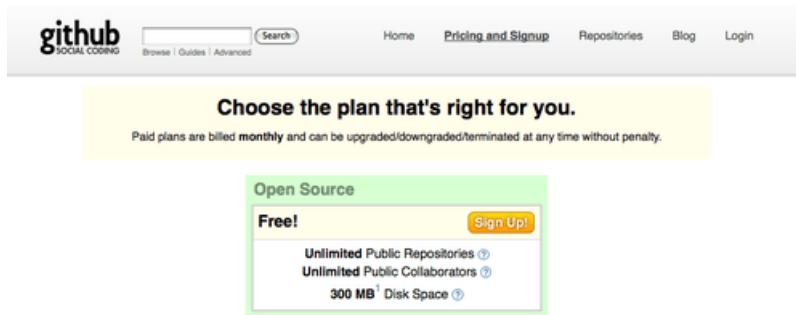 github
SOCIAL CODING
Search
Browse | Guides | Advanced
Home Pricing and Signup Repositories Blog Login
Choose the plan that's right for you.
Paid plans are billed monthly and can be upgraded/downgraded/terminated at any time without penalty.
Open Source
Free!
Sign Up!
Unlimited Public Repositories ?
Unlimited Public Collaborators ?
300 MB¹ Disk Space ?